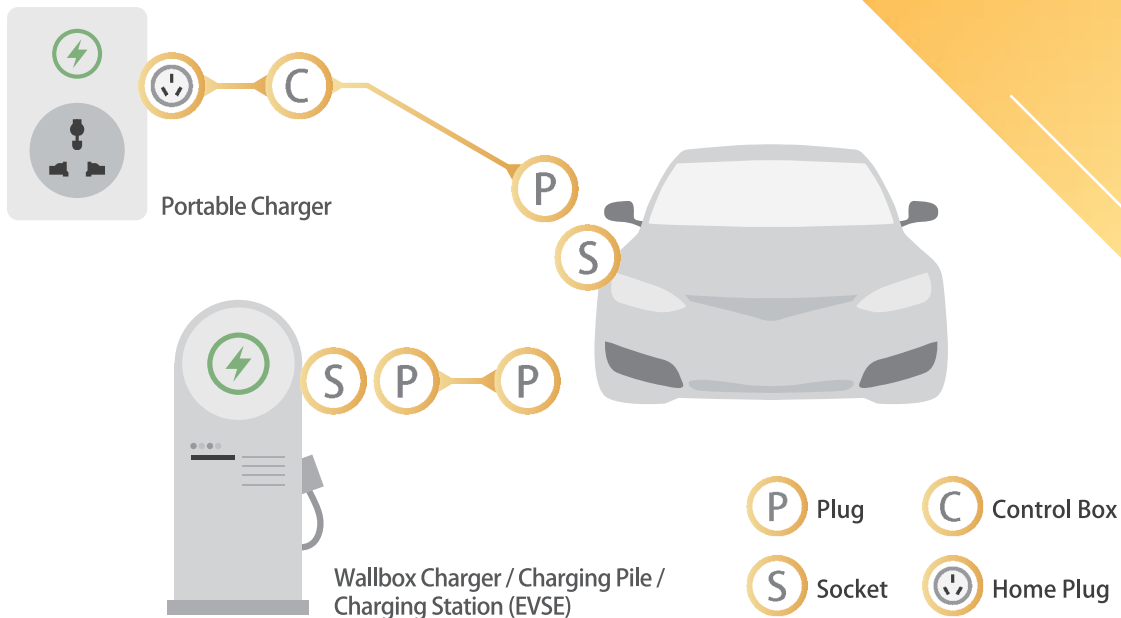 C
P
Portable Charger
S
S P P
P Plug
C Control Box
S Socket
Home Plug
Wallbox Charger / Charging Pile /
Charging Station (EVSE)